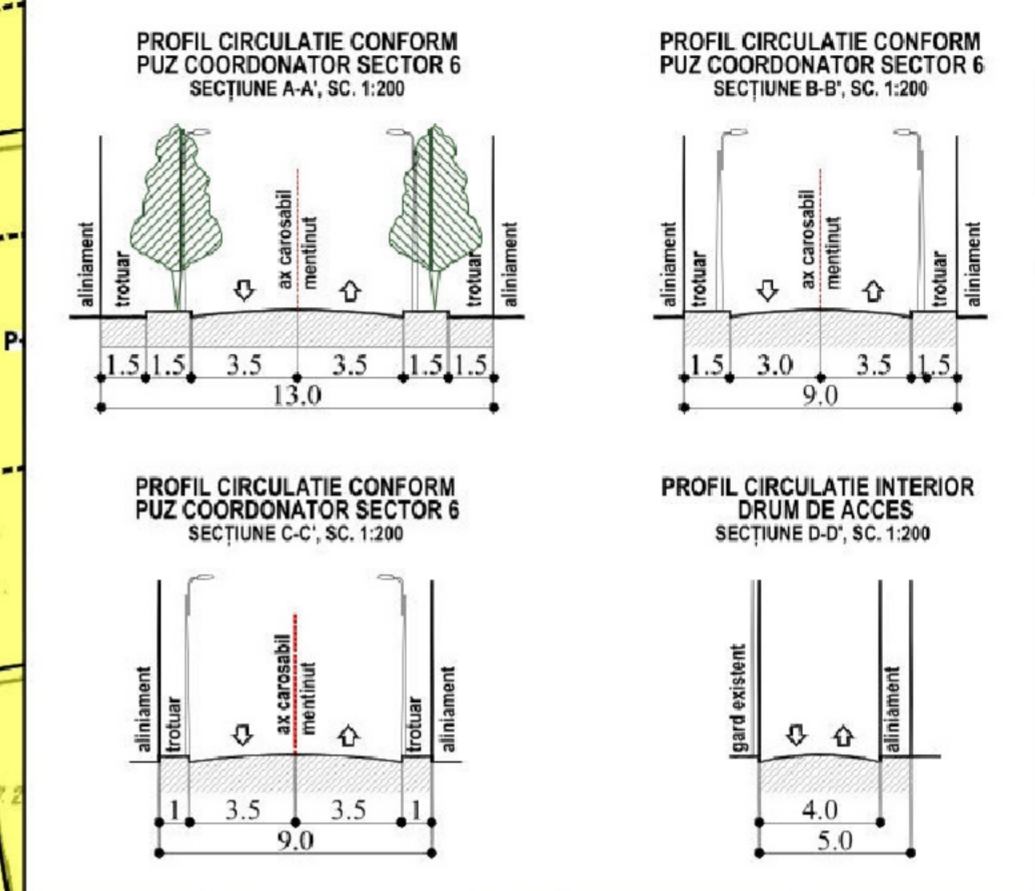 PROFIL CIRCULATIE CONFORM
PUZ COORDONATOR SECTOR 6
SECȚIUNE A-A', SC. 1:200
aliniament
trotuar
ax carosabil
mentinut
trotuar
aliniament
1.5 1.5 3.5 3.5 1.5 1.5
13.0
PROFIL CIRCULATIE CONFORM
PUZ COORDONATOR SECTOR 6
SECȚIUNE B-B', SC. 1:200
aliniament
trotuar
ax carosabil
mentinut
trotuar
aliniament
1.5 3.0 3.5 1.5
9.0
PROFIL CIRCULATIE CONFORM
PUZ COORDONATOR SECTOR 6
SECȚIUNE C-C', SC. 1:200
aliniament
trotuar
ax carosabil
mentinut
trotuar
aliniament
1 3.5 3.5 1
9.0
PROFIL CIRCULATIE INTERIOR
DRUM DE ACCES
SECȚIUNE D-D', SC. 1:200
gard existent
aliniament
4.0
5.0